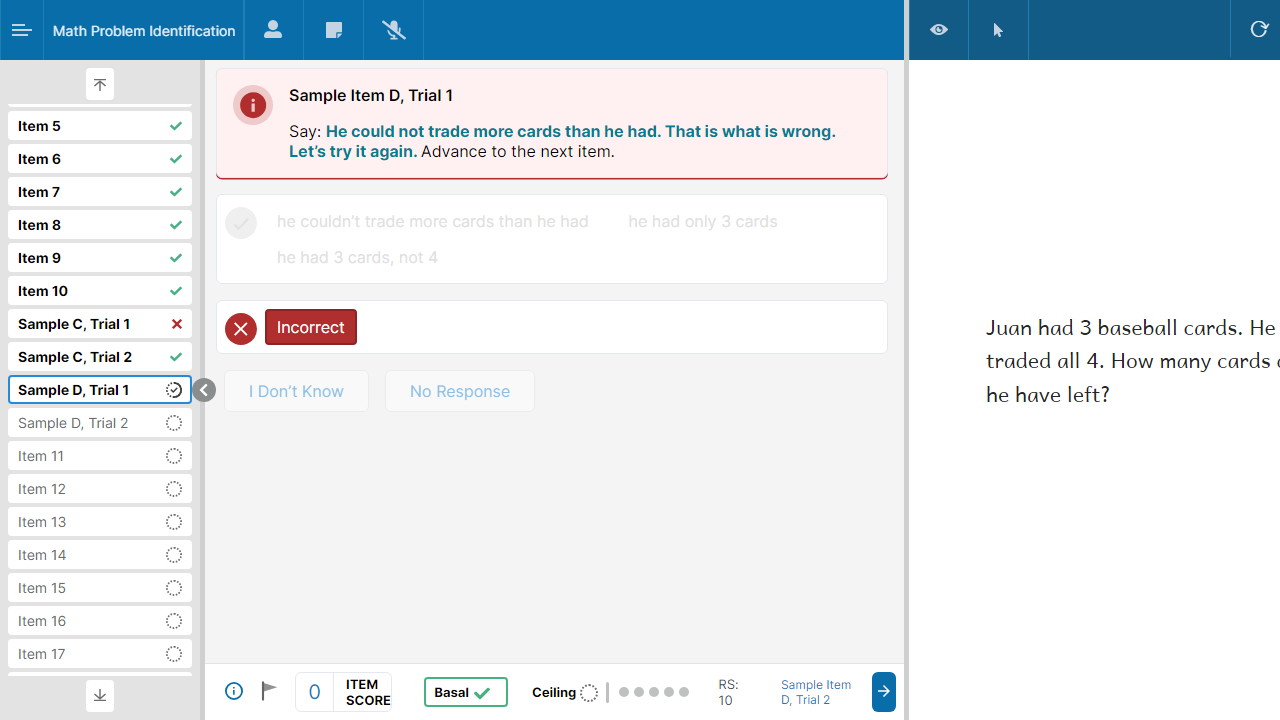 Math Problem Identification
Item 5
Item 6
Item 7
Item 8
Item 9
Item 10
Sample C, Trial 1
Sample C, Trial 2
Sample D, Trial 1
Sample D, Trial 2
Item 11
Item 12
Item 13
Item 14
Item 15
Item 16
Item 17
Sample Item D, Trial 1
Say: He could not trade more cards than he had. That is what is wrong.
Let’s try it again. Advance to the next item.
he couldn't trade more cards than he had he had only 3 cards
he had 3 cards, not 4
Incorrect
I Don’t Know No Response
0 ITEM
SCORE
Basal
Ceiling
RS:
10
Sample Item
D, Trial 2
Juan had 3 baseball cards. He
traded all 4. How many cards
he have left?